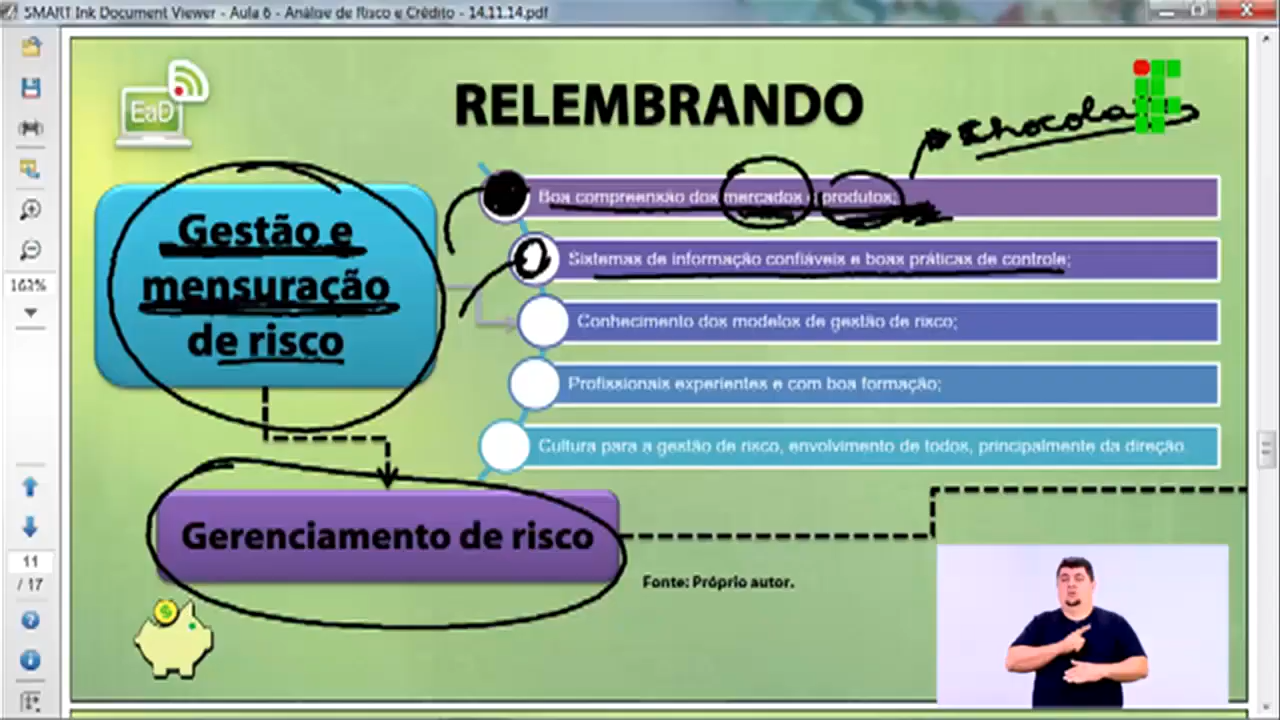 SMART Ink Document Viewer - Aula 6 - Análise de Risco e Crédito - 14.11.14.pdf
EaD
RELEMBRANDO
Gestão e
mensuração
de risco
Boa compreensão dos mercados e produtos;
Sistemas de informação confiáveis e boas práticas de controle;
Conhecimento dos modelos de gestão de risco;
Profissionais experientes e com boa formação;
Cultura para a gestão de risco, envolvimento de todos, principalmente da direção.
Gerenciamento de risco
Fonte: Próprio autor.
11
/ 17